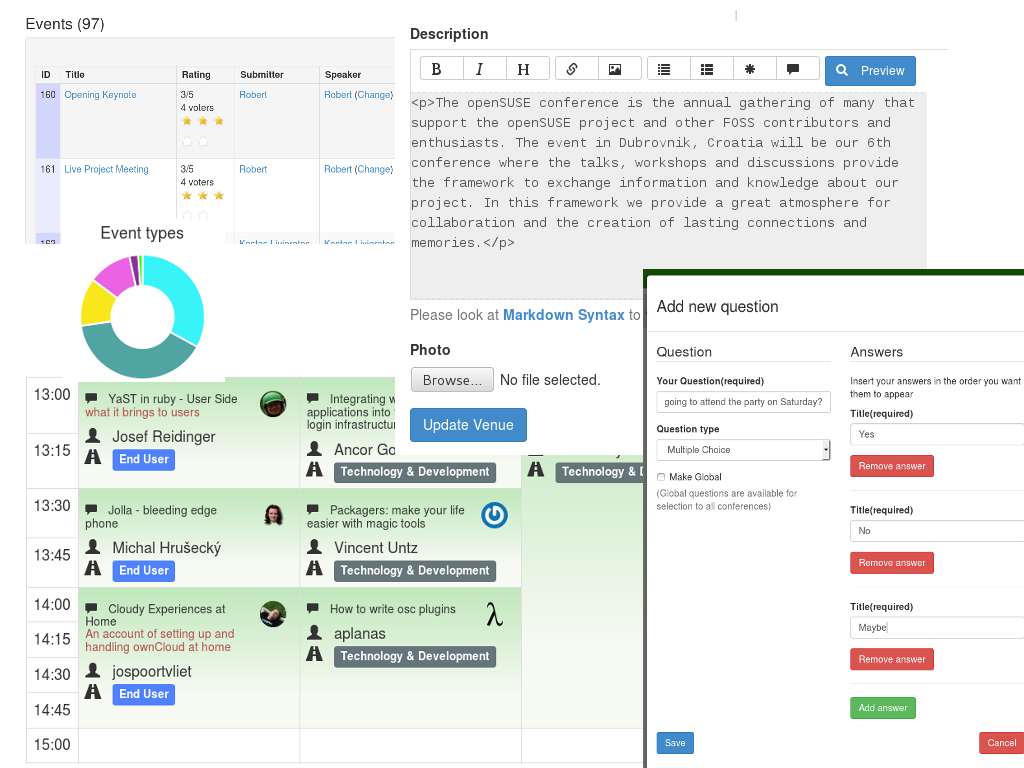 Events (97)
ID Title Rating Submitter Speaker
160 Opening Keynote 3/5 Robert Robert (Change)
4 voters
161 Live Project Meeting 3/5 Robert Robert (Change)
4 voters
Event types
Description
B I H Preview
<p>The openSUSE conference is the annual gathering of many that
support the openSUSE project and other FOSS contributors and
enthusiasts. The event in Dubrovnik, Croatia will be our 6th
conference where the talks, workshops and discussions provide
the framework to exchange information and knowledge about our
project. In this framework we provide a great atmosphere for
collaboration and the creation of lasting connections and
memories.</p>
Please look at Markdown Syntax to
Photo
Browse... No file selected.
Update Venue
13:00
13:15
13:30
13:45
14:00
14:15
14:30
14:45
15:00
YaST in ruby - User Side
what it brings to users
Josef Reidinger
End User
Integrating
applications into
login
Ancor
Technology & Development
Technology &
Jolla - bleeding edge
phone
Michal Hrušecký
End User
Packagers: make your life
easier with magic tools
Vincent Untz
Technology & Development
Cloudy Experiences at
Home
An account of setting up and
handling ownCloud at home
jospoortvliet
End User
How to write osc plugins
λ
aplanas
Technology & Development
Add new question
Question
Your Question(required)
going to attend the party on Saturday?
Question type
Multiple Choice
Make Global
(Global questions are available for
selection to all conferences)
Save
Answers
Insert your answers in the order you want
them to appear
Title(required)
Yes
Remove answer
Title(required)
No
Remove answer
Title(required)
Maybe
Remove answer
Add answer
Cancel